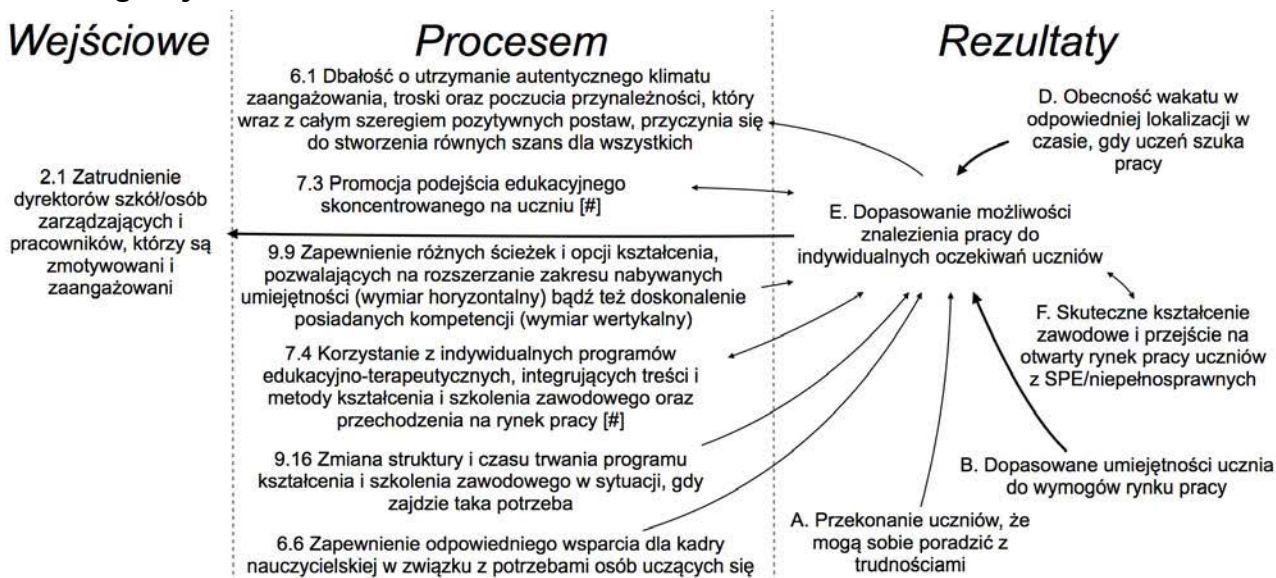 Wejściowe
Procesem
Rezultaty
2.1 Zatrudnienie
dyrektorów szkół/osób
zarządzających i
pracowników, którzy są
zmotywowani i
zaangażowani
6.1 Dbałość o utrzymanie autentycznego klimatu
zaangażowania, troski oraz poczucia przynależności, który
wraz z całym szeregiem pozytywnych postaw, przyczynia się
do stworzenia równych szans dla wszystkich
7.3 Promocja podejścia edukacyjnego
skoncentrowanego na uczniu [#]
9.9 Zapewnienie różnych ścieżek i opcji kształcenia,
pozwalających na rozszerzanie zakresu nabywanych
umiejętności (wymiar horyzontalny) bądź też doskonalenie
posiadanych kompetencji (wymiar wertykalny)
7.4 Korzystanie z indywidualnych programów
edukacyjno-terapeutycznych, integrujących treści i
metody kształcenia i szkolenia zawodowego oraz
przechodzenia na rynek pracy [#]
9.16 Zmiana struktury i czasu trwania programu
kształcenia i szkolenia zawodowego w sytuacji, gdy
zajdzie taka potrzeba
6.6 Zapewnienie odpowiedniego wsparcia dla kadry
nauczycielskiej w związku z potrzebami osób uczących się
D. Obecność wakatu w
odpowiedniej lokalizacji w
czasie, gdy uczeń szuka
pracy
E. Dopasowanie możliwości
znalezienia pracy do
indywidualnych oczekiwań uczniów
F. Skuteczne kształcenie
zawodowe i przejście na
otwarty rynek pracy uczniów
z SPE/niepełnosprawnych
B. Dopasowane umiejętności ucznia
do wymogów rynku pracy
A. Przekonanie uczniów, że
mogą sobie poradzić z
trudnościami